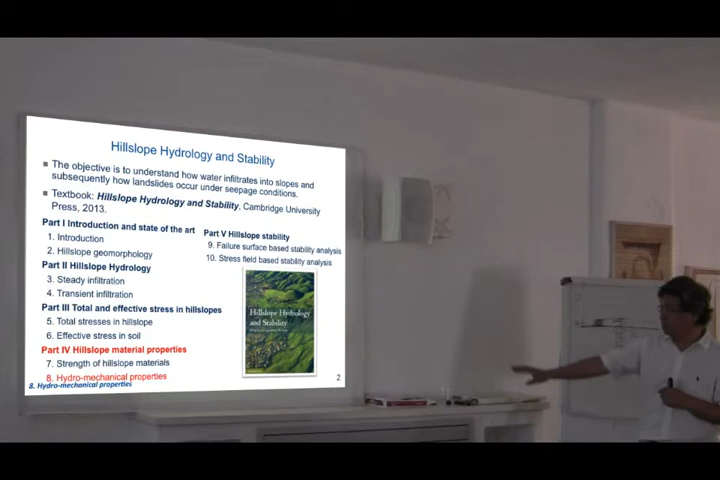 Hillslope Hydrology and Stability
The objective is to understand how water infiltrates into slopes and
subsequently how landslides occur under seepage conditions.
Textbook: Hillslope Hydrology and Stability, Cambridge University
Press, 2013.
Part I Introduction and state of the art
1. Introduction
2. Hillslope geomorphology
Part II Hillslope Hydrology
3. Steady infiltration
4. Transient infiltration
Part III Total and effective stress in hillslopes
5. Total stresses in hillslope
6. Effective stress in soil
Part IV Hillslope material properties
7. Strength of hillslope materials
8. Hydro-mechanical properties
Part V Hillslope stability
9. Failure surface based stability analysis
10. Stress field based stability analysis
Hillslope Hydrology
and Stability
8. Hydro-mechanical properties
2